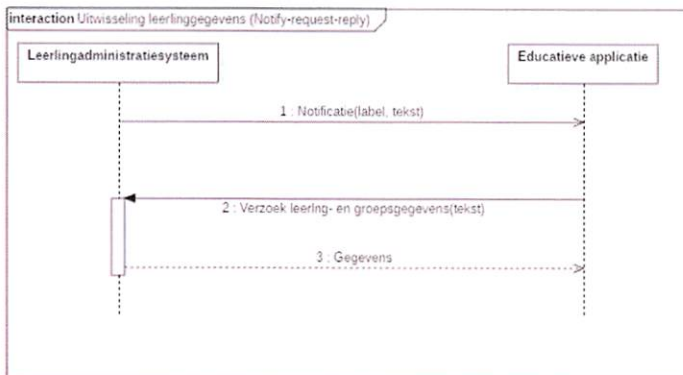 interaction Uitwisseling leerlinggegevens (Notify-request-reply)
Leerlingadministratiesysteem
Educatieve applicatie
1 : Notificatie(label, tekst)
2 : Verzoek leerling- en groepsgegevens(tekst)
3 : Gegevens